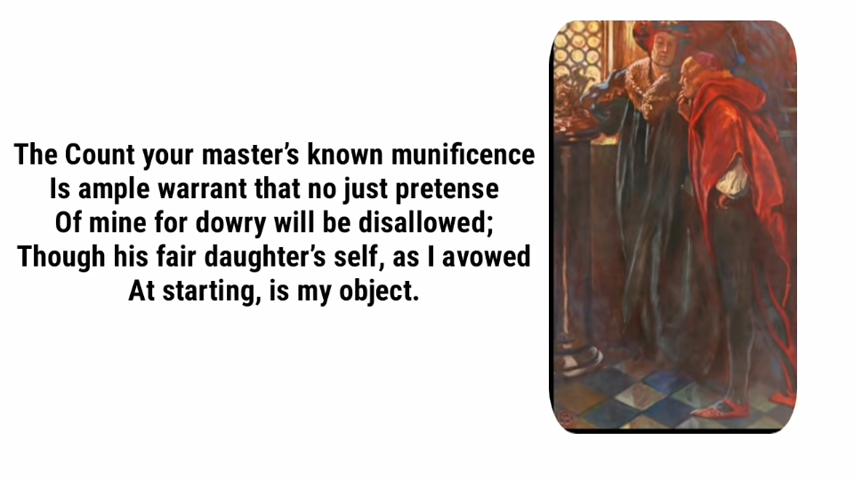 The Count your master’s known munificence
Is ample warrant that no just pretense
Of mine for dowry will be disallowed;
Though his fair daughter’s self, as I avowed
At starting, is my object.